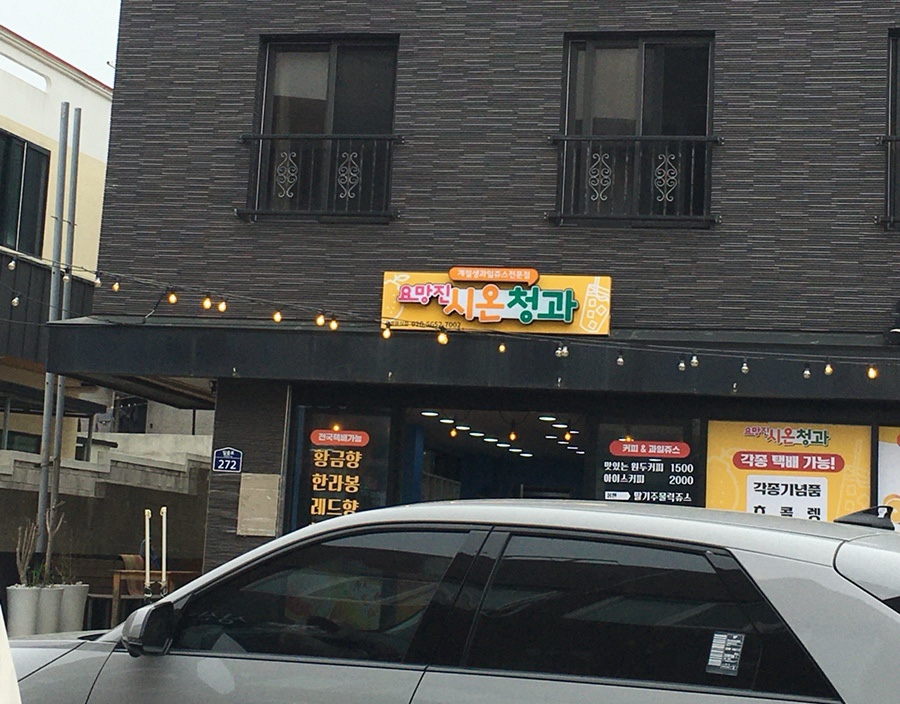 계절생과일쥬스전문점
요망진시온청과
272
전국택배가능
황금향
한라봉
레드향
커피 & 과일쥬스
맛있는 원두커피 1500
아이스커피 2000
딸기주물럭쥬스
요망진시온청과
각종 택배 가능!
각종기념품
쵸콜렛